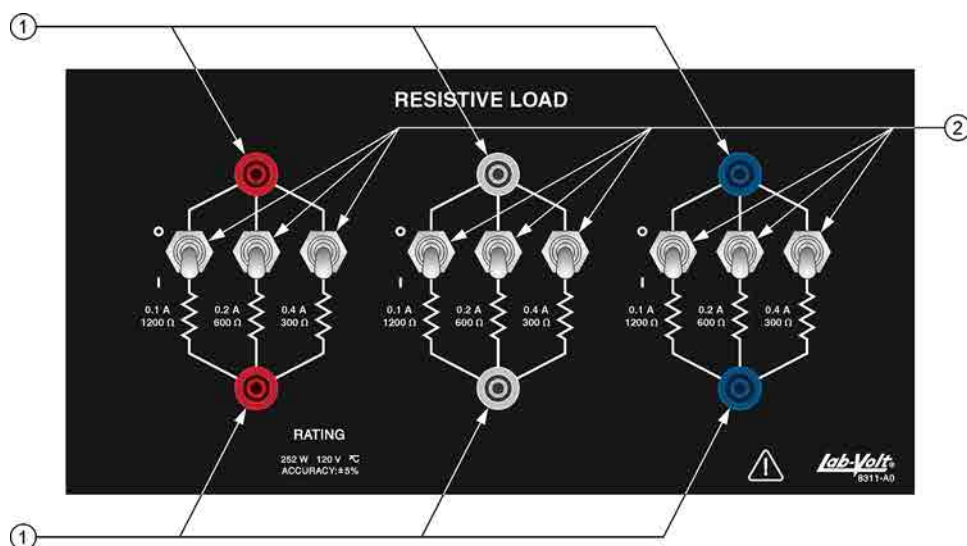 1
RESISTIVE LOAD
2
O
I
0.1 A
1200 Ω
0.2 A
600 Ω
0.4 A
300 Ω
O
I
0.1 A
1200 Ω
0.2 A
600 Ω
0.4 A
300 Ω
O
I
0.1 A
1200 Ω
0.2 A
600 Ω
0.4 A
300 Ω
RATING
252 W 120 V
ACCURACY:±5%
!
Lab-Volt®
8311-A0
1